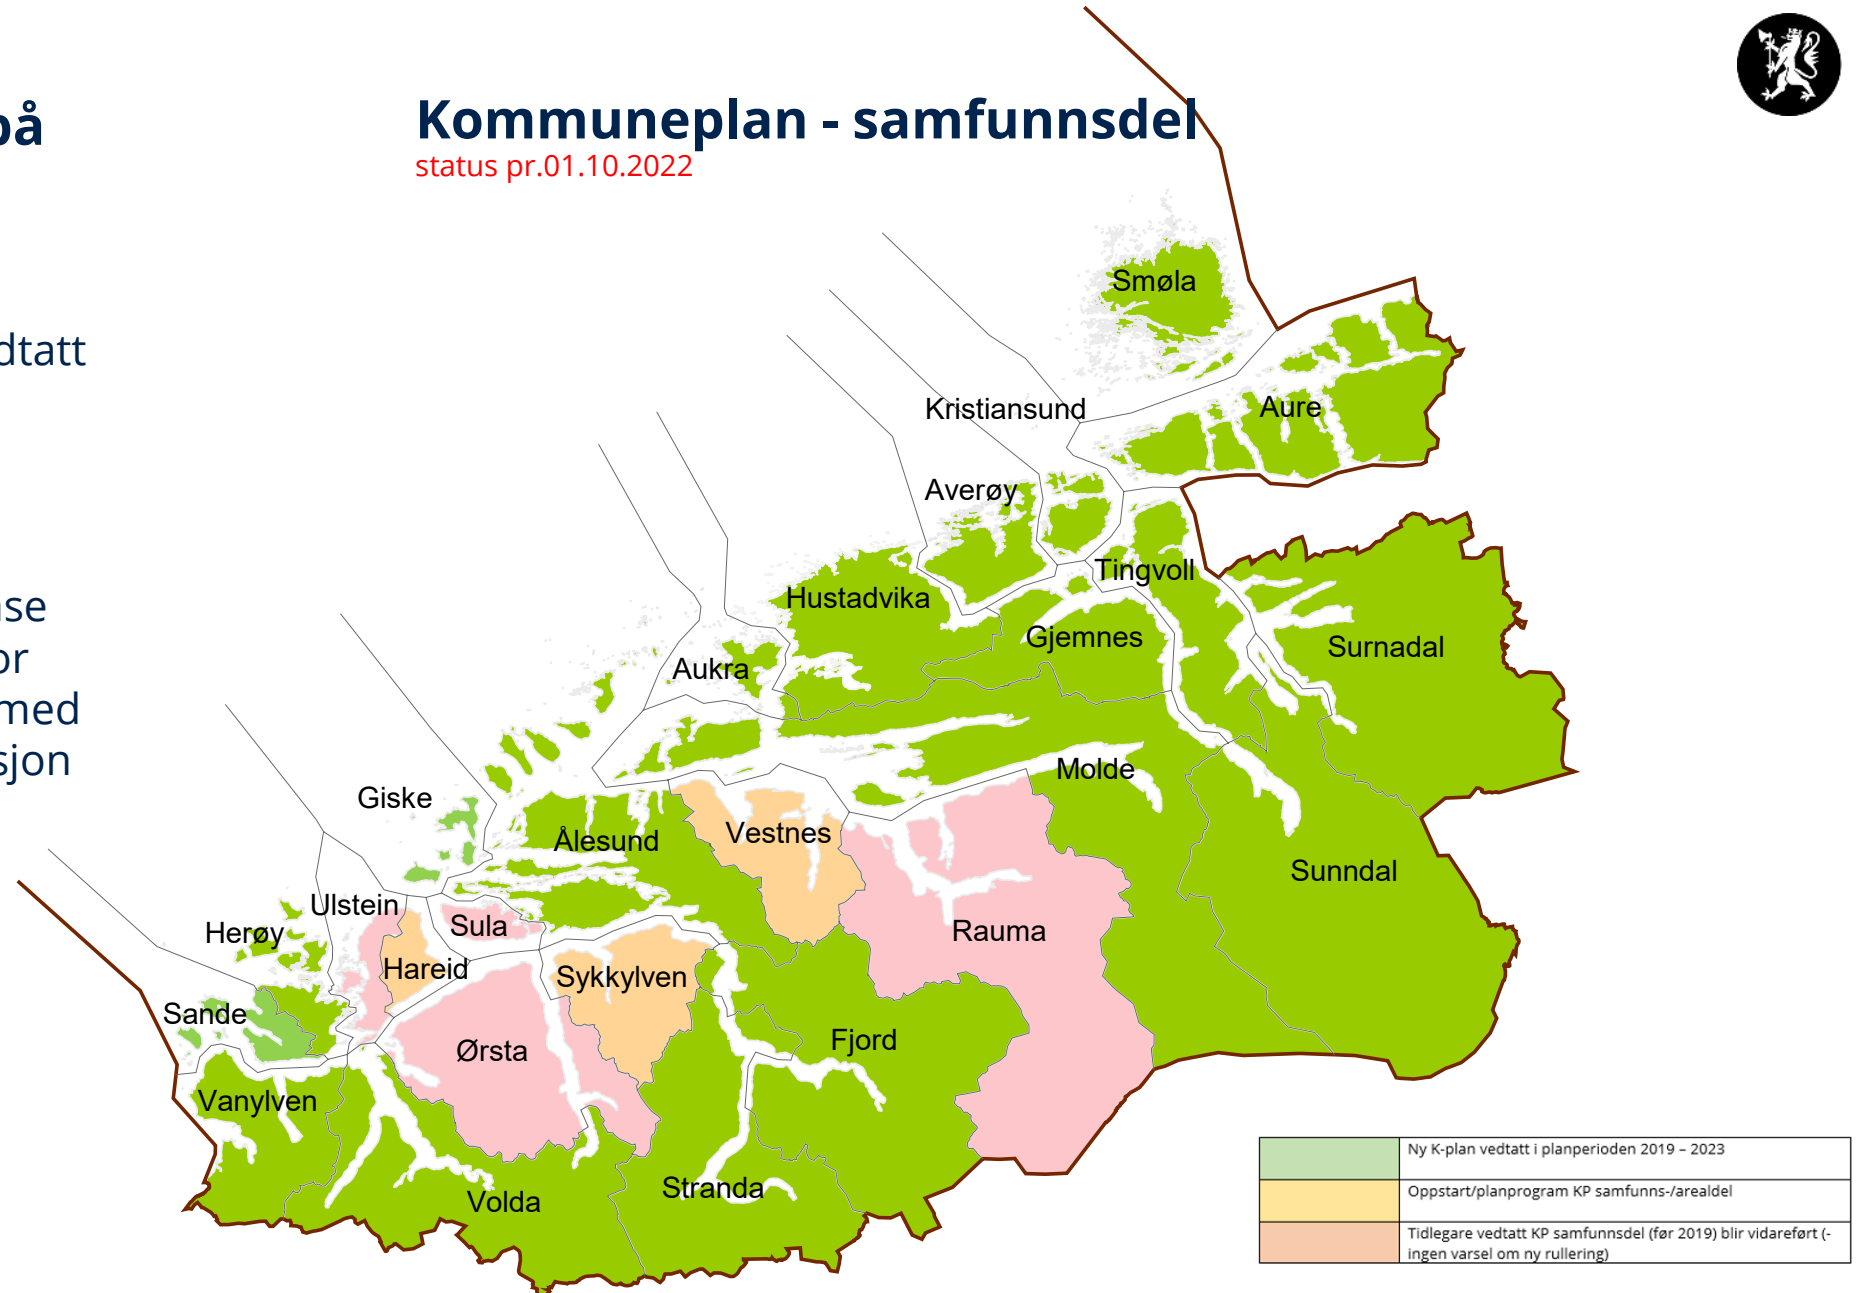 på
dtatt
ase
or
med
sjon
Kommuneplan - samfunnsdel
status pr.01.10.2022
Smøla
Kristiansund
Aure
Averøy
Tingvoll
Hustadvika
Gjemnes
Surnadal
Aukra
Molde
Giske
Vestnes
Ålesund
Sunndal
Ulstein
Sula
Rauma
Herøy
Hareid
Sykkylven
Sande
Ørsta
Fjord
Vanylven
Stranda
Volda
Ny K-plan vedtatt i planperioden 2019 – 2023
Oppstart/planprogram KP samfunns-/arealdel
Tidlegare vedtatt KP samfunnsdel (før 2019) blir vidareført (-
ingen varsel om ny rullering)